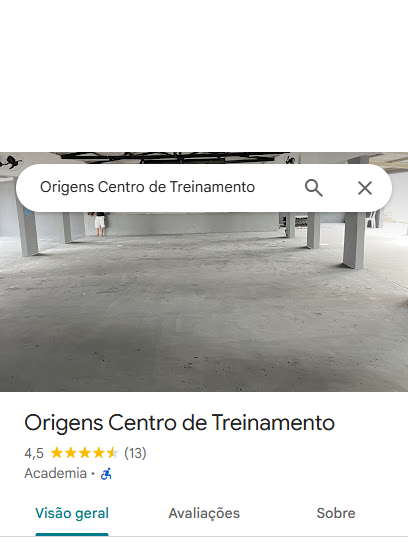 Origens Centro de Treinamento
Origens Centro de Treinamento
4,5 (13)
Academia ·
Visão geral Avaliações Sobre